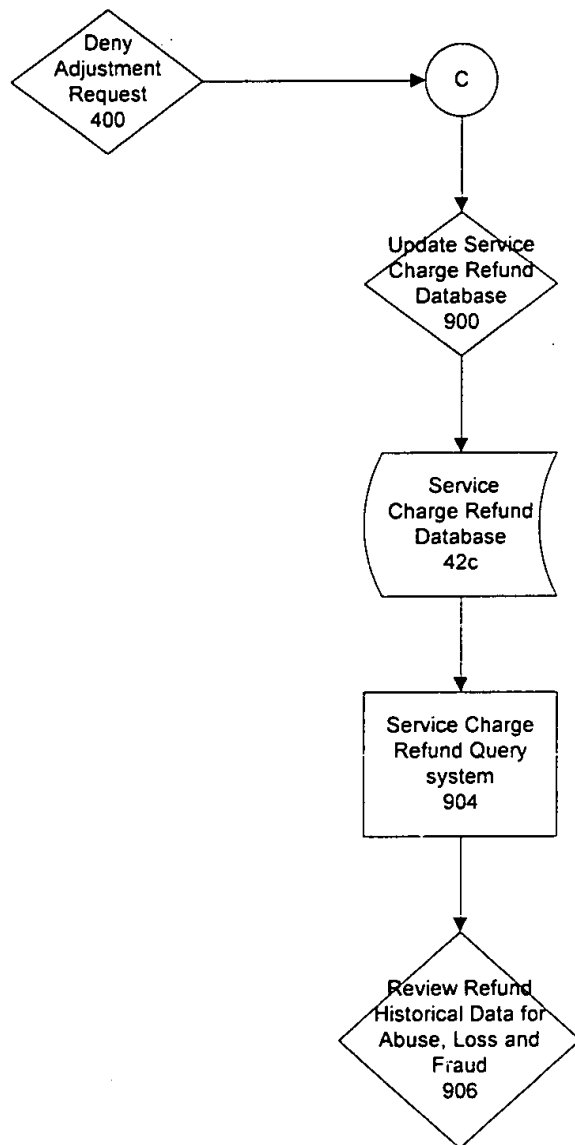 Deny
Adjustment
Request
400
C
Update Service
Charge Refund
Database
900
Service
Charge Refund
Database
42c
Service Charge
Refund Query
system
904
Review Refund
Historical Data for
Abuse, Loss and
Fraud
906